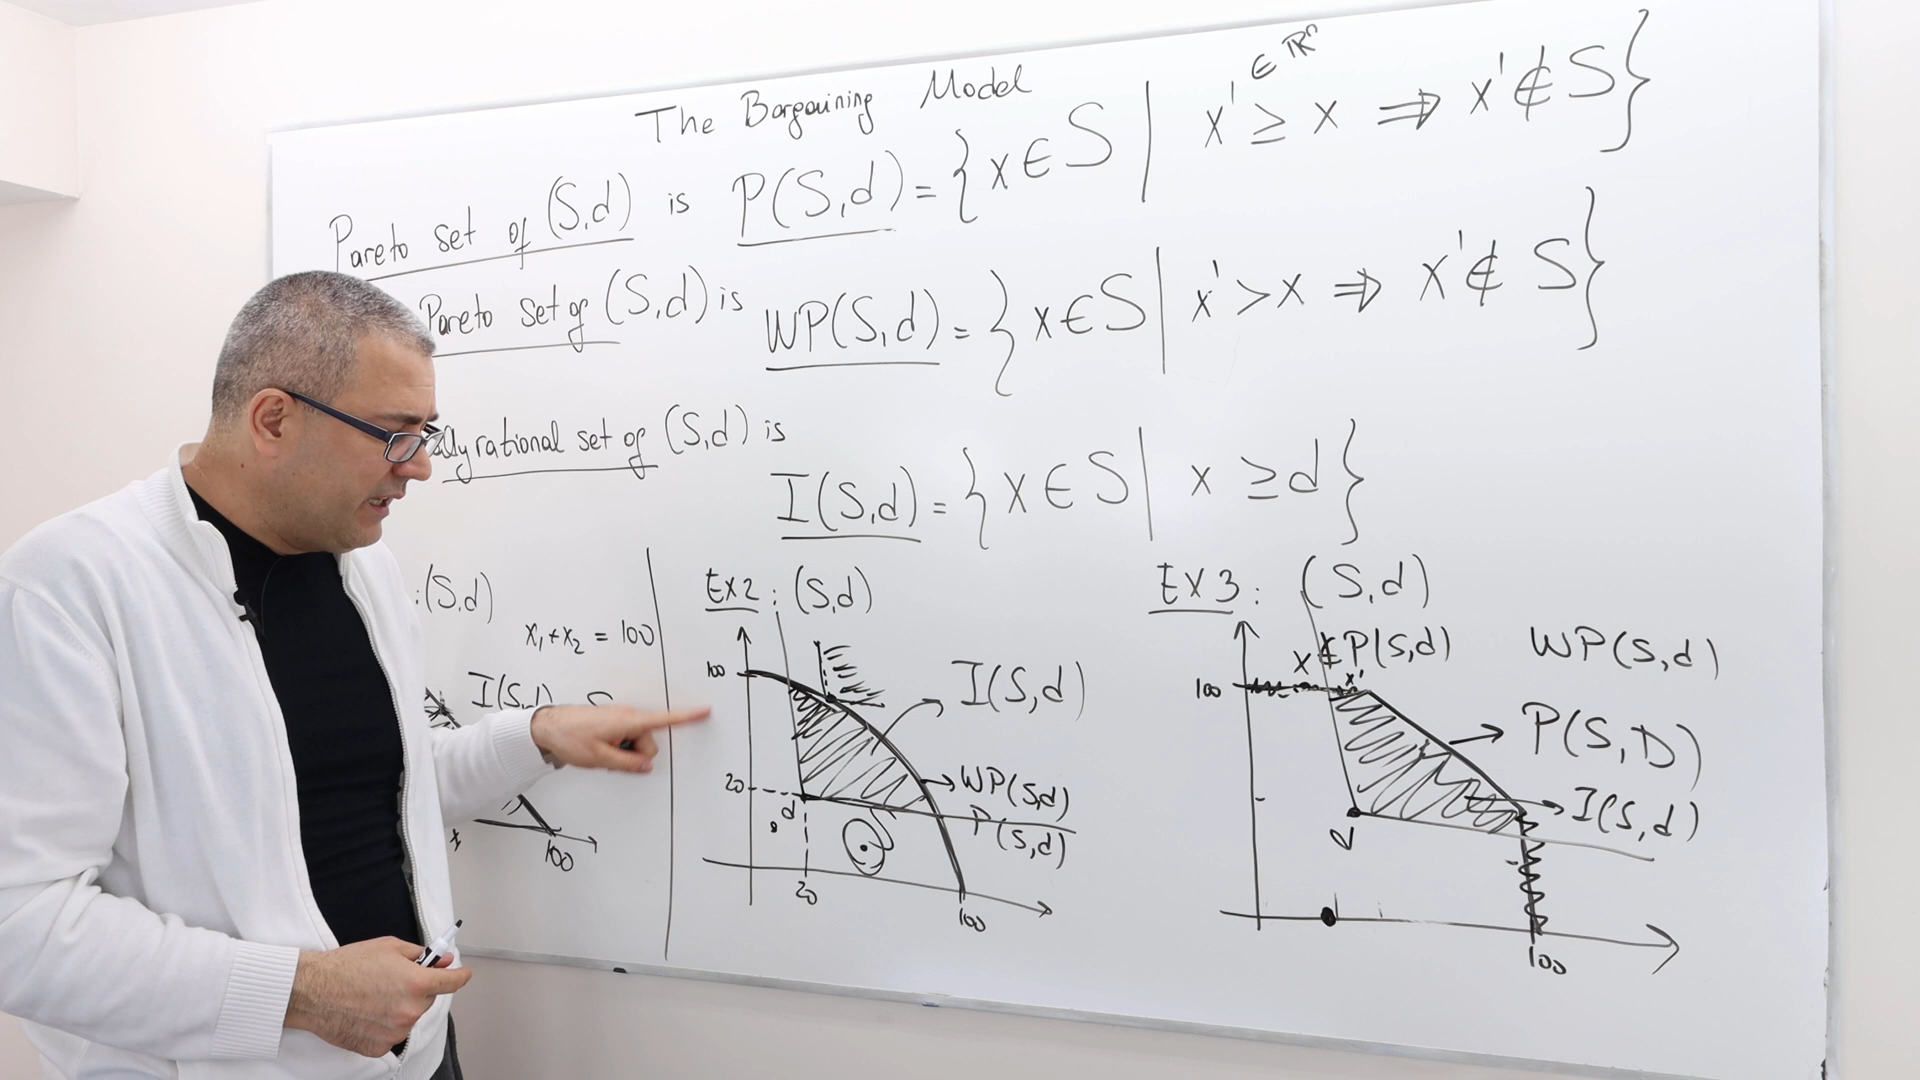 The Bargaining Model
Pareto set of (S,d) is P(S,d) = { x ∈ S | x' ≥ x ⇒ x' ∉ S }
∈ ℝⁿ
Pareto set of (S,d) is WP(S,d) = { x ∈ S | x' > x ⇒ x' ∉ S }
rational set of (S,d) is
I(S,d) = { x ∈ S | x ≥ d }
:(S,d)
x₁+x₂ = 100
I(S,d)
100
Ex2: (S,d)
100
I(S,d)
20
d
WP(S,d)
P(S,d)
20
100
EX3: (S,d)
x ∉ P(S,d) WP(S,d)
x'
100
P(S,D)
I(S,d)
d
100